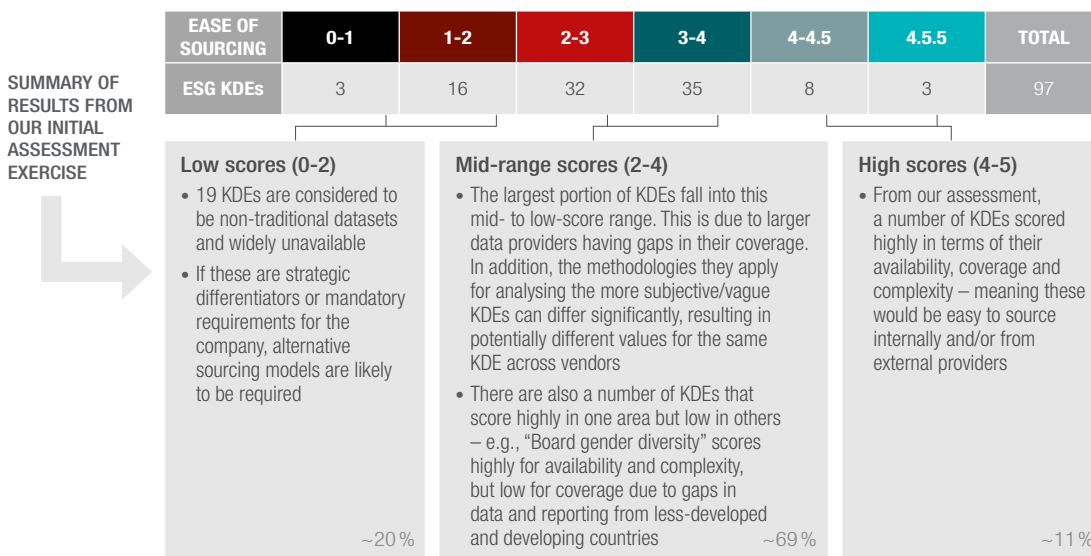 EASE OF
SOURCING
0-1
1-2
2-3
3-4
4-4.5
4.5.5
TOTAL
ESG KDEs
3
16
32
35
8
3
97
SUMMARY OF
RESULTS FROM
OUR INITIAL
ASSESSMENT
EXERCISE
Low scores (0-2)
• 19 KDEs are considered to
be non-traditional datasets
and widely unavailable
• If these are strategic
differentiators or mandatory
requirements for the
company, alternative
sourcing models are likely
to be required
~20 %
Mid-range scores (2-4)
• The largest portion of KDEs fall into this
mid- to low-score range. This is due to larger
data providers having gaps in their coverage.
In addition, the methodologies they apply
for analysing the more subjective/vague
KDEs can differ significantly, resulting in
potentially different values for the same
KDE across vendors
• There are also a number of KDEs that
score highly in one area but low in others
– e.g., “Board gender diversity” scores
highly for availability and complexity,
but low for coverage due to gaps in
data and reporting from less-developed
and developing countries
~69 %
High scores (4-5)
• From our assessment,
a number of KDEs scored
highly in terms of their
availability, coverage and
complexity – meaning these
would be easy to source
internally and/or from
external providers
~11 %